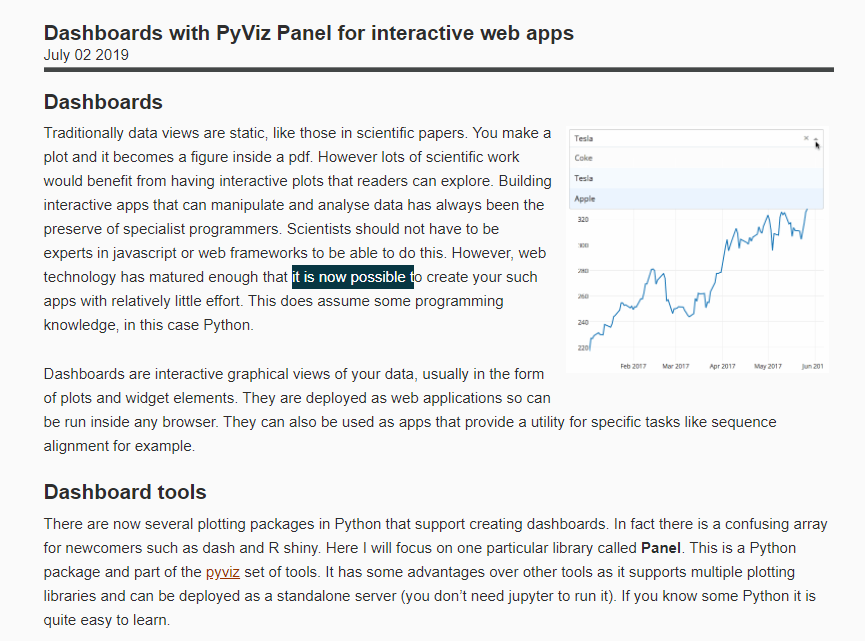 Dashboards with PyViz Panel for interactive web apps
July 02 2019
Dashboards
Traditionally data views are static, like those in scientific papers. You make a
plot and it becomes a figure inside a pdf. However lots of scientific work
would benefit from having interactive plots that readers can explore. Building
interactive apps that can manipulate and analyse data has always been the
preserve of specialist programmers. Scientists should not have to be
experts in javascript or web frameworks to be able to do this. However, web
technology has matured enough that it is now possible to create your such
apps with relatively little effort. This does assume some programming
knowledge, in this case Python.
Tesla
Coke
Tesla
Apple
320
300
280
260
240
220
Feb 2017 Mar 2017 Apr 2017 May 2017 Jun 201
Dashboards are interactive graphical views of your data, usually in the form
of plots and widget elements. They are deployed as web applications so can
be run inside any browser. They can also be used as apps that provide a utility for specific tasks like sequence
alignment for example.
Dashboard tools
There are now several plotting packages in Python that support creating dashboards. In fact there is a confusing array
for newcomers such as dash and R shiny. Here I will focus on one particular library called Panel. This is a Python
package and part of the pyviz set of tools. It has some advantages over other tools as it supports multiple plotting
libraries and can be deployed as a standalone server (you don’t need jupyter to run it). If you know some Python it is
quite easy to learn.